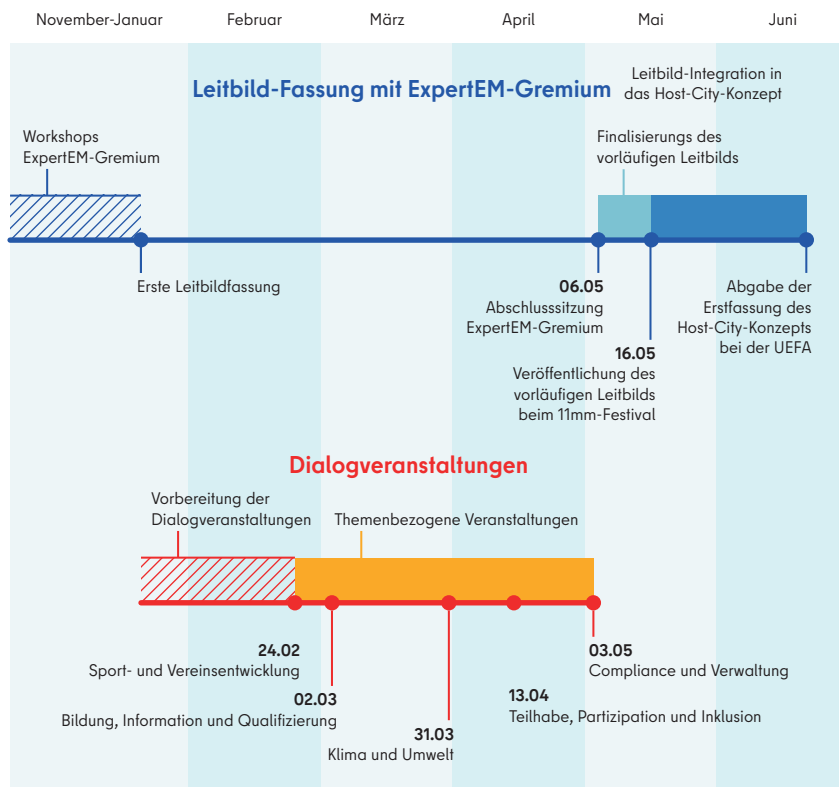 November-Januar
Februar
März
April
Mai
Juni
Leitbild-Fassung mit ExpertEM-Gremium
Leitbild-Integration in
das Host-City-Konzept
Workshops
ExpertEM-Gremium
Finalisierungs des
vorläufigen Leitbilds
Erste Leitbildfassung
06.05
Abschlusssitzung
ExpertEM-Gremium
16.05
Veröffentlichung des
vorläufigen Leitbilds
beim 11mm-Festival
Abgabe der
Erstfassung des
Host-City-Konzepts
bei der UEFA
Dialogveranstaltungen
Vorbereitung der
Dialogveranstaltungen
Themenbezogene Veranstaltungen
24.02
Sport- und Vereinsentwicklung
02.03
Bildung, Information und Qualifizierung
31.03
Klima und Umwelt
13.04
Teilhabe, Partizipation und Inklusion
03.05
Compliance und Verwaltung